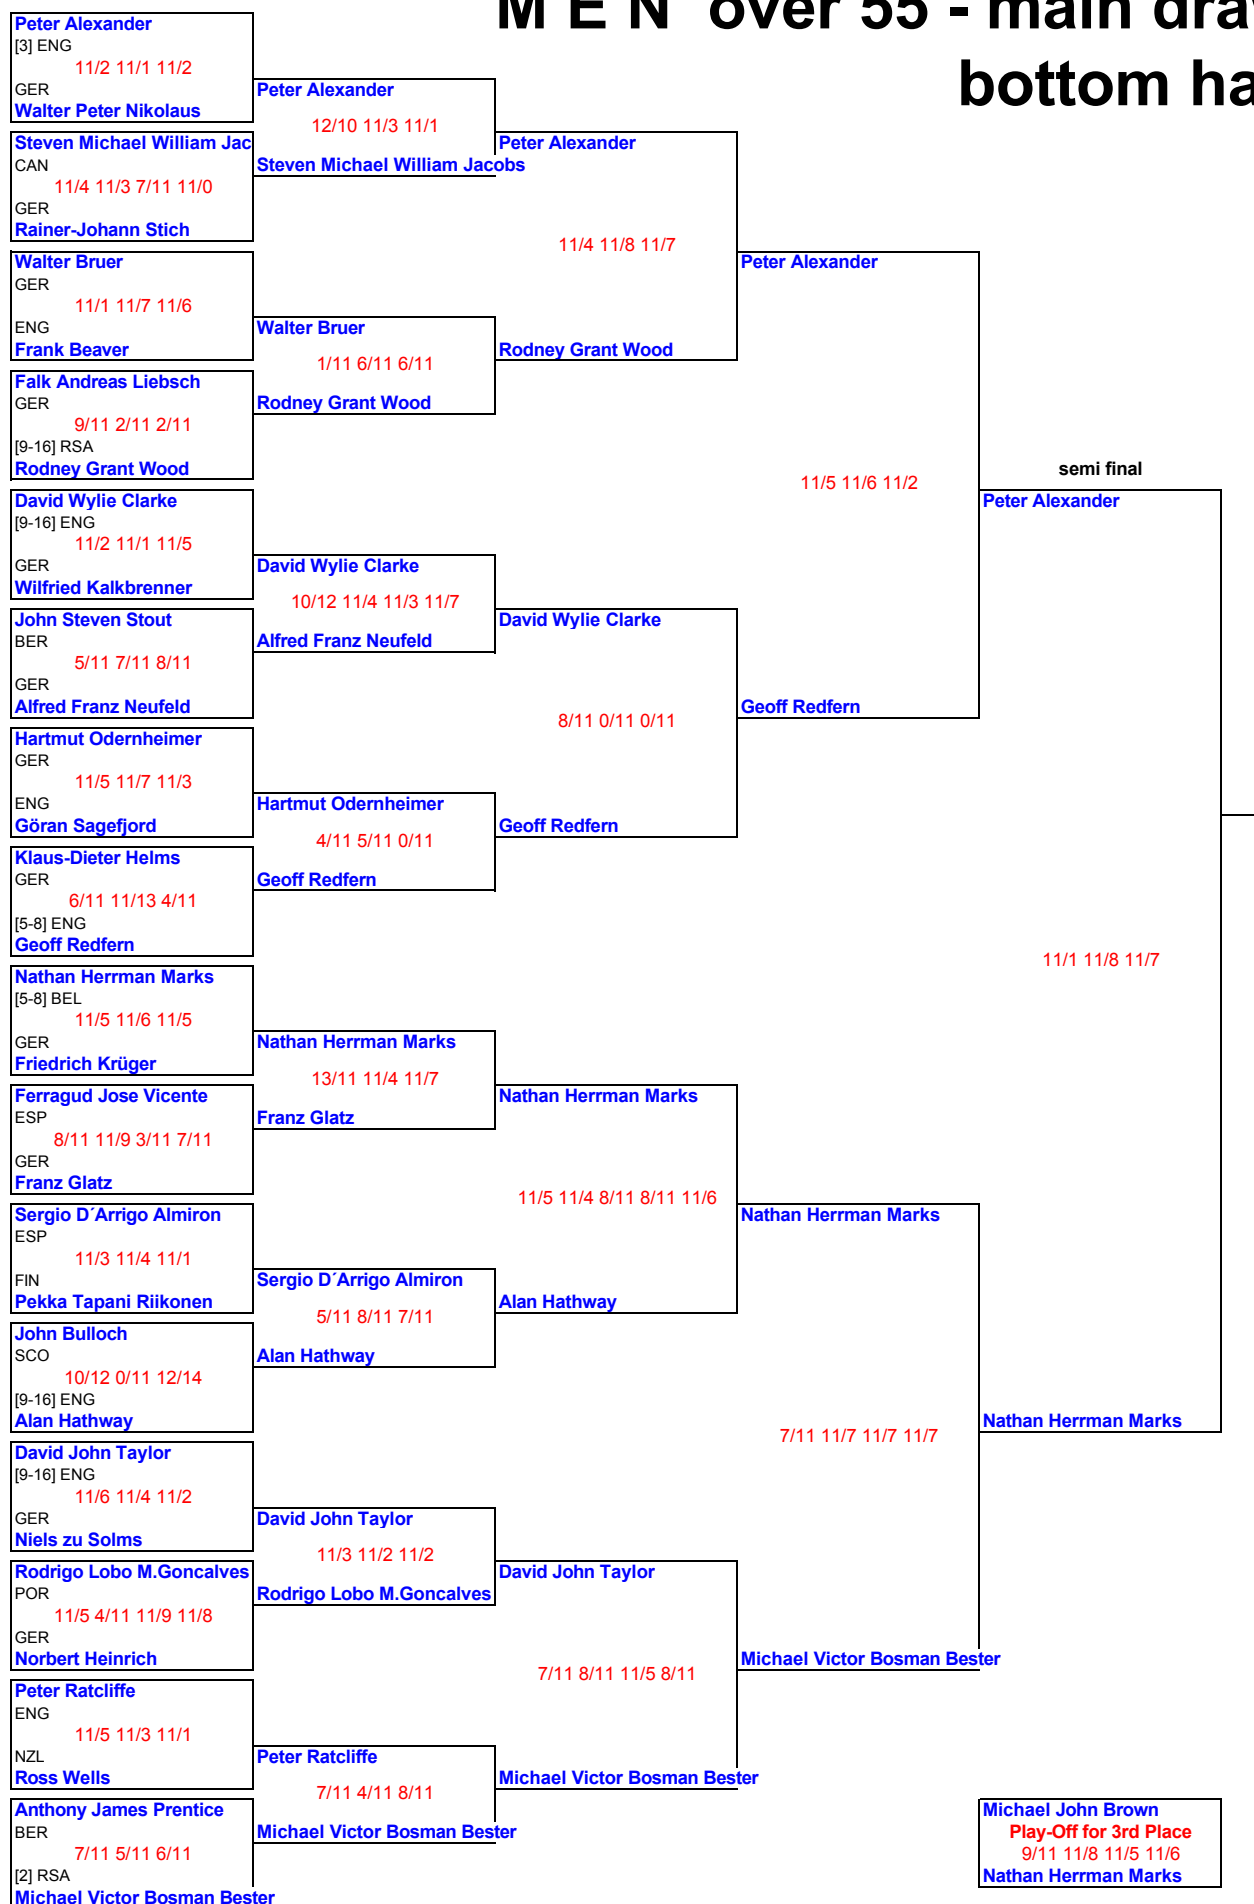 M E N over 55 - main draw
bottom ha
Peter Alexander
[3] ENG
11/2 11/1 11/2
GER
Walter Peter Nikolaus
Steven Michael William Jac
CAN
11/4 11/3 7/11 11/0
GER
Rainer-Johann Stich
Walter Bruer
GER
11/1 11/7 11/6
ENG
Frank Beaver
Falk Andreas Liebsch
GER
9/11 2/11 2/11
[9-16] RSA
Rodney Grant Wood
David Wylie Clarke
[9-16] ENG
11/2 11/1 11/5
GER
Wilfried Kalkbrenner
John Steven Stout
BER
5/11 7/11 8/11
GER
Alfred Franz Neufeld
Hartmut Odernheimer
GER
11/5 11/7 11/3
ENG
Göran Sagefjord
Klaus-Dieter Helms
GER
6/11 11/13 4/11
[5-8] ENG
Geoff Redfern
Nathan Herrman Marks
[5-8] BEL
11/5 11/6 11/5
GER
Friedrich Krüger
Ferragud Jose Vicente
ESP
8/11 11/9 3/11 7/11
GER
Franz Glatz
Sergio D´Arrigo Almiron
ESP
11/3 11/4 11/1
FIN
Pekka Tapani Riikonen
John Bulloch
SCO
10/12 0/11 12/14
[9-16] ENG
Alan Hathway
David John Taylor
[9-16] ENG
11/6 11/4 11/2
GER
Niels zu Solms
Rodrigo Lobo M.Goncalves
POR
11/5 4/11 11/9 11/8
GER
Norbert Heinrich
Peter Ratcliffe
ENG
11/5 11/3 11/1
NZL
Ross Wells
Anthony James Prentice
BER
7/11 5/11 6/11
[2] RSA
Michael Victor Bosman Bester
Peter Alexander
12/10 11/3 11/1
Steven Michael William Jacobs
Walter Bruer
1/11 6/11 6/11
Rodney Grant Wood
David Wylie Clarke
10/12 11/4 11/3 11/7
Alfred Franz Neufeld
Hartmut Odernheimer
4/11 5/11 0/11
Geoff Redfern
Nathan Herrman Marks
13/11 11/4 11/7
Franz Glatz
Sergio D´Arrigo Almiron
5/11 8/11 7/11
Alan Hathway
David John Taylor
11/3 11/2 11/2
Rodrigo Lobo M.Goncalves
Peter Ratcliffe
7/11 4/11 8/11
Michael Victor Bosman Bester
Peter Alexander
11/4 11/8 11/7
Rodney Grant Wood
David Wylie Clarke
8/11 0/11 0/11
Geoff Redfern
Nathan Herrman Marks
11/5 11/4 8/11 8/11 11/6
Alan Hathway
David John Taylor
7/11 8/11 11/5 8/11
Michael Victor Bosman Bester
Peter Alexander
11/5 11/6 11/2
Geoff Redfern
Nathan Herrman Marks
7/11 11/7 11/7 11/7
Michael Victor Bosman Bester
semi final
Peter Alexander
11/1 11/8 11/7
Nathan Herrman Marks
Michael John Brown
Play-Off for 3rd Place
9/11 11/8 11/5 11/6
Nathan Herrman Marks